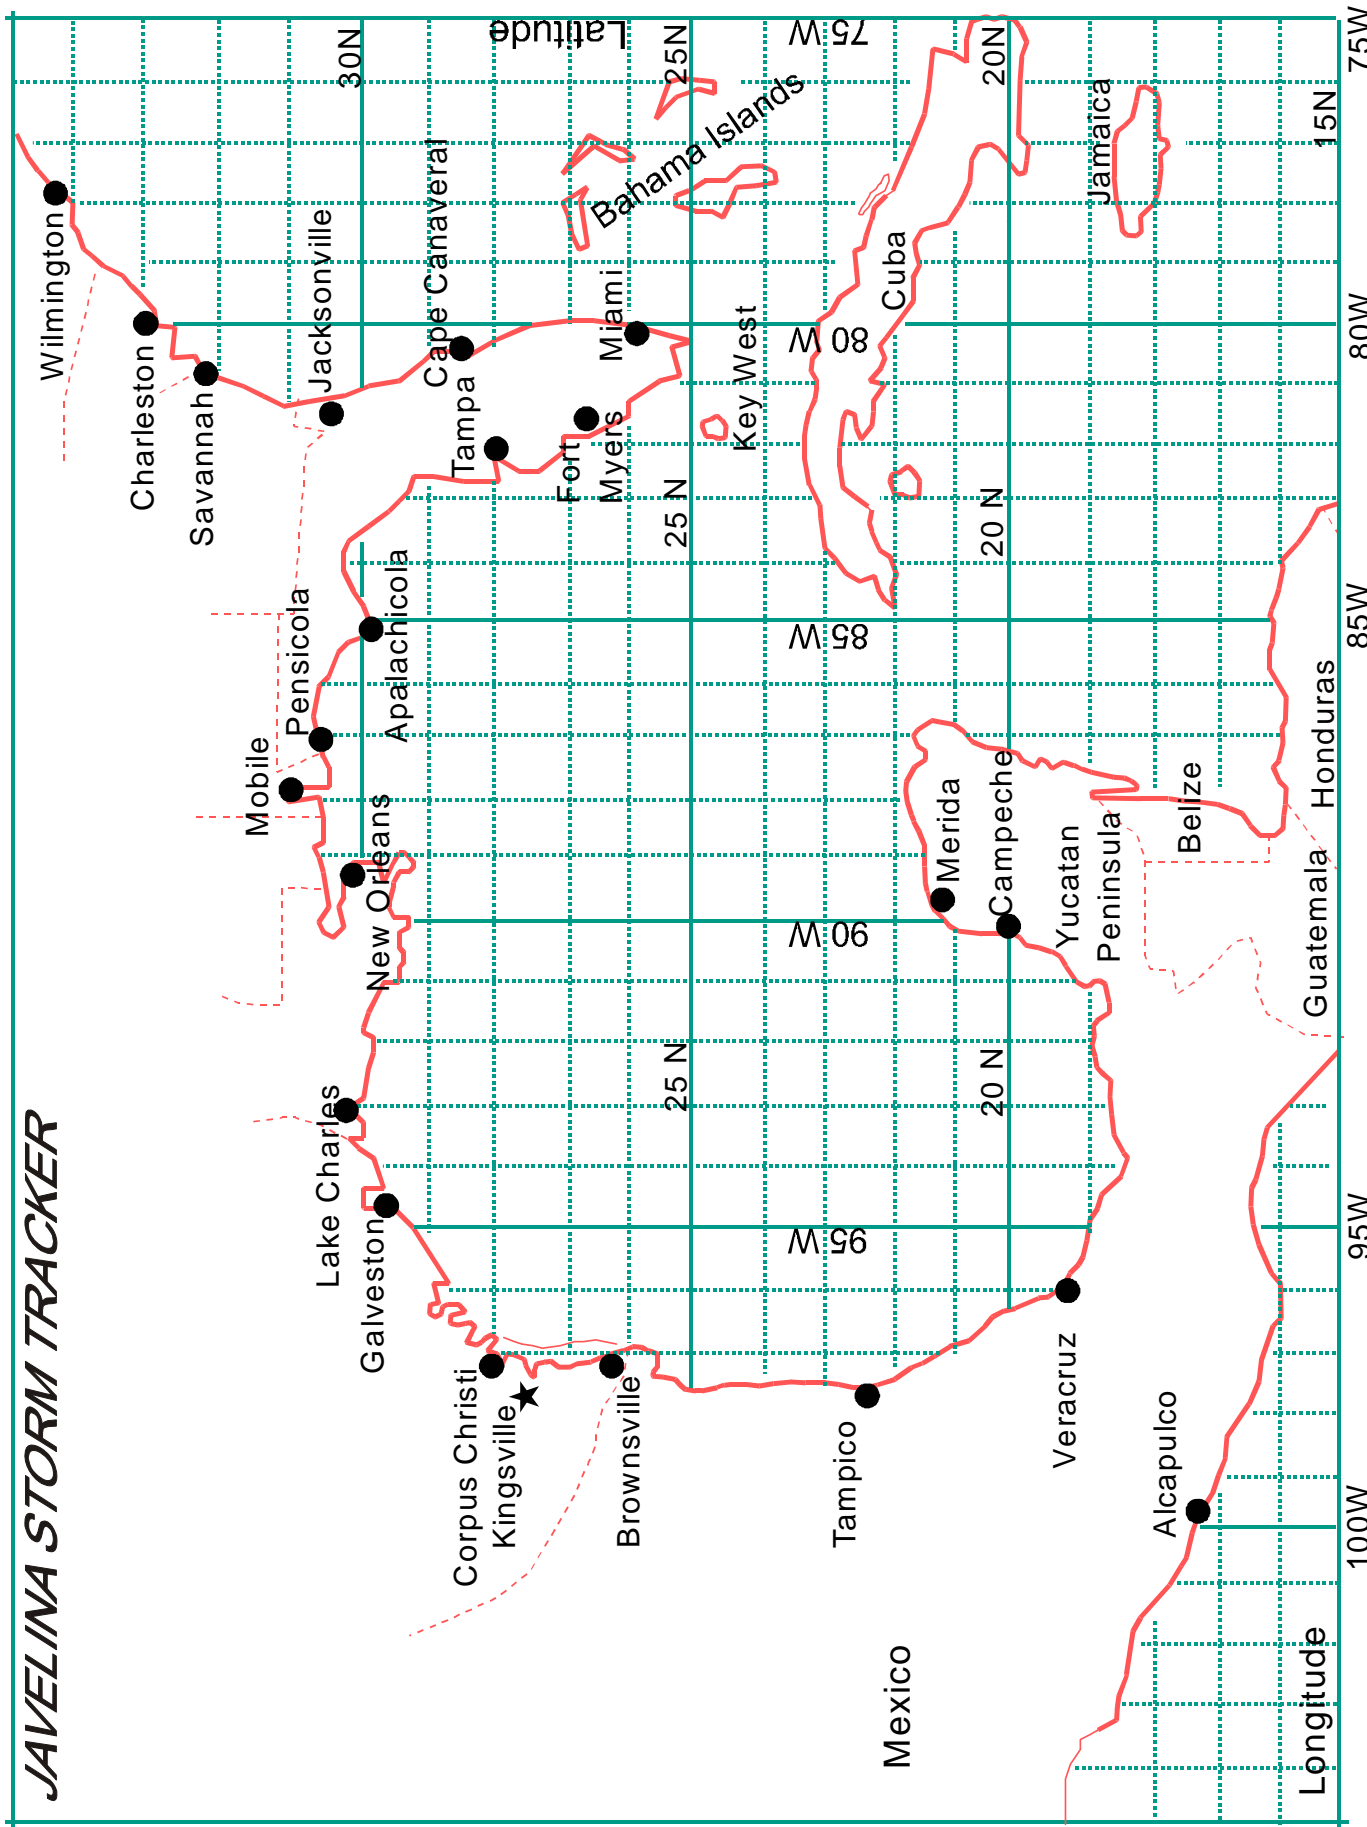 JAVELINA STORM TRACKER
Wilmington
Charleston
Savannah
Jacksonville
30N
Latitude
Cape Canaveral
Tampa
Fort
Myers
Miami
Key West
Bahama Islands
25N
75 W
20N
Jamaica
15N
75W
Cuba
80 W
80W
Mobile
Pensicola
Apalachicola
New Orleans
25 N
20 N
85 W
85W
Lake Charles
Galveston
Corpus Christi
Kingsville
Brownsville
25 N
20 N
90 W
95 W
Merida
Campeche
Yucatan
Peninsula
Belize
Honduras
Guatemala
95W
Tampico
Veracruz
Alcapulco
100W
Mexico
Longitude